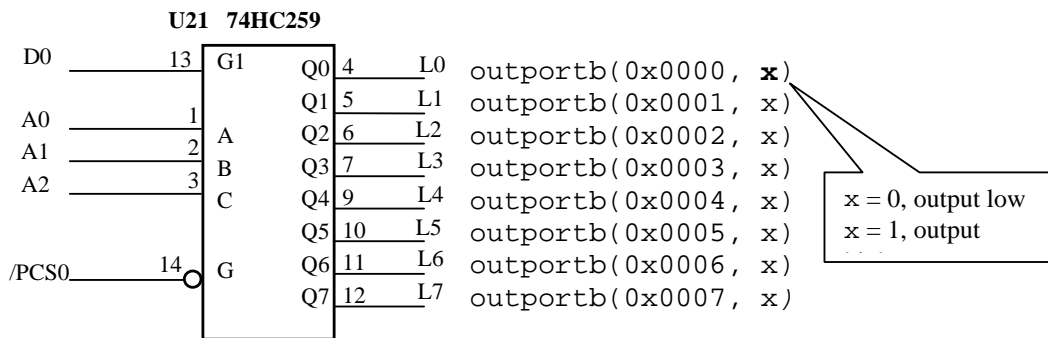 U21 74HC259
D0 13 G1 Q0 4 L0 outportb(0x0000, x)
Q1 5 L1 outportb(0x0001, x)
A0 1 A Q2 6 L2 outportb(0x0002, x)
A1 2 B Q3 7 L3 outportb(0x0003, x)
A2 3 C Q4 9 L4 outportb(0x0004, x)
Q5 10 L5 outportb(0x0005, x)
/PCS0 14 G Q6 11 L6 outportb(0x0006, x)
Q7 12 L7 outportb(0x0007, x)
x = 0, output low
x = 1, output